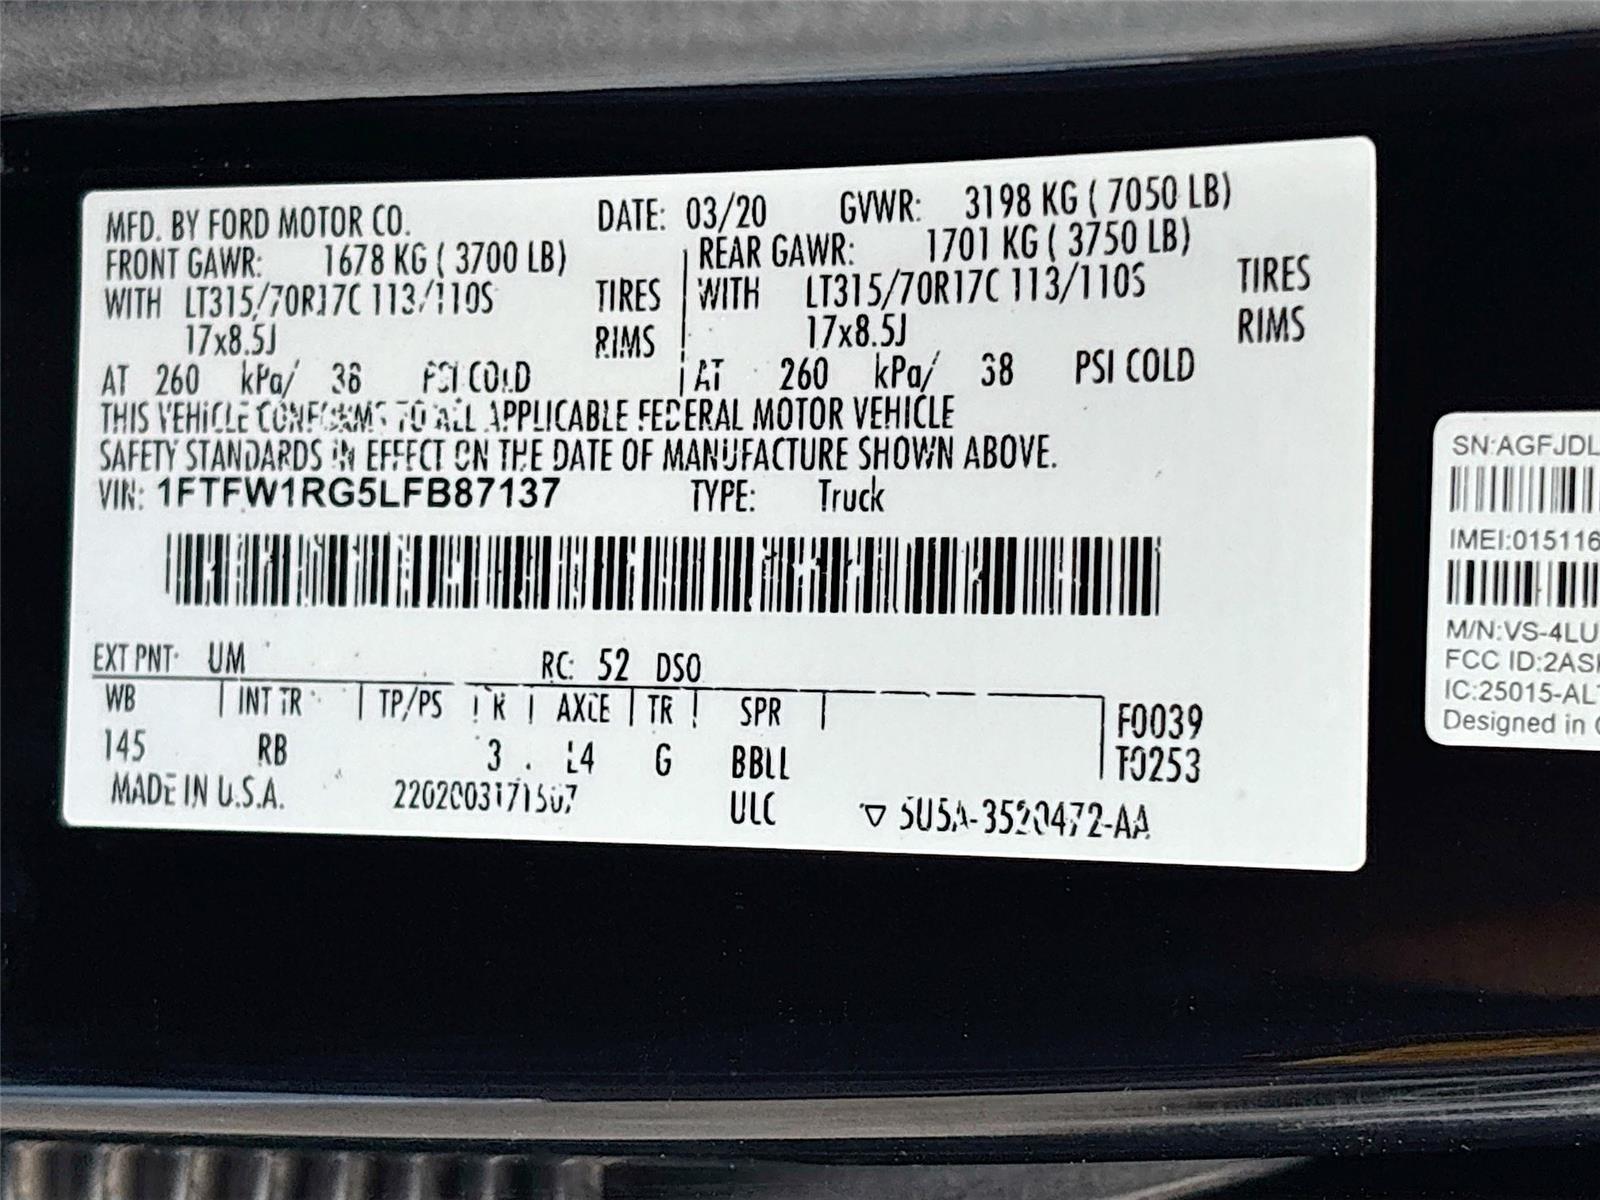 MFD. BY FORD MOTOR CO. DATE: 03/20 GVWR: 3198 KG ( 7050 LB)
FRONT GAWR: 1678 KG ( 3700 LB) REAR GAWR: 1701 KG ( 3750 LB)
WITH LT315/70R17C 113/110S TIRES WITH LT315/70R17C 113/110S TIRES
17x8.5J RIMS 17x8.5J RIMS
AT 260 kPa/ 38 PSI COLD AT 260 kPa/ 38 PSI COLD
THIS VEHICLE CONFORMS TO ALL APPLICABLE FEDERAL MOTOR VEHICLE
SAFETY STANDARDS IN EFFECT ON THE DATE OF MANUFACTURE SHOWN ABOVE.
VIN: 1FTFW1RG5LFB87137 TYPE: Truck
EXT PNT: UM RC: 52 DSO
WB INT TR TP/PS R AXLE TR SPR F0039
145 RB 3 L4 G BBLL T0253
MADE IN U.S.A. ULC 5U5A-3520472-AA
SN:AGFJDL
IMEI:015116
M/N:VS-4LU
FCC ID:2AS
IC:25015-AL
Designed in